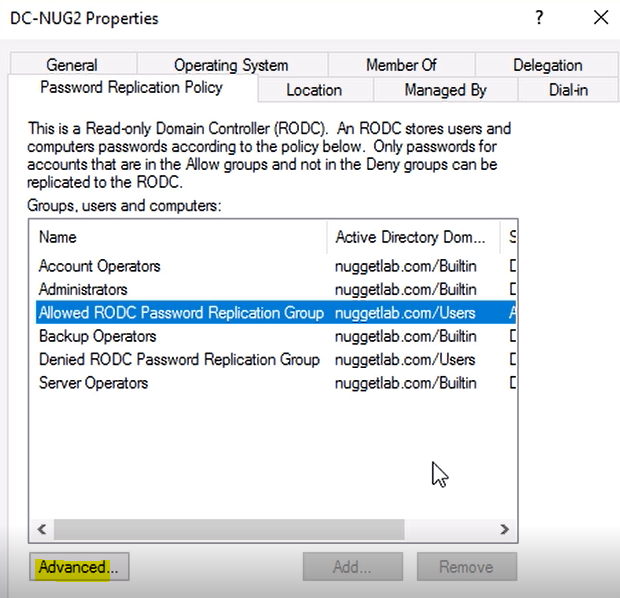 DC-NUG2 Properties
?
General Operating System Member Of Delegation
Password Replication Policy Location Managed By Dial-in
This is a Read-only Domain Controller (RODC). An RODC stores users and
computers passwords according to the policy below. Only passwords for
accounts that are in the Allow groups and not in the Deny groups can be
replicated to the RODC.
Groups, users and computers:
Name Active Directory Dom... S
Account Operators nuggetlab.com/Builtin
Administrators nuggetlab.com/Builtin
Allowed RODC Password Replication Group nuggetlab.com/Users
Backup Operators nuggetlab.com/Builtin
Denied RODC Password Replication Group nuggetlab.com/Users
Server Operators nuggetlab.com/Builtin
Advanced... Add... Remove